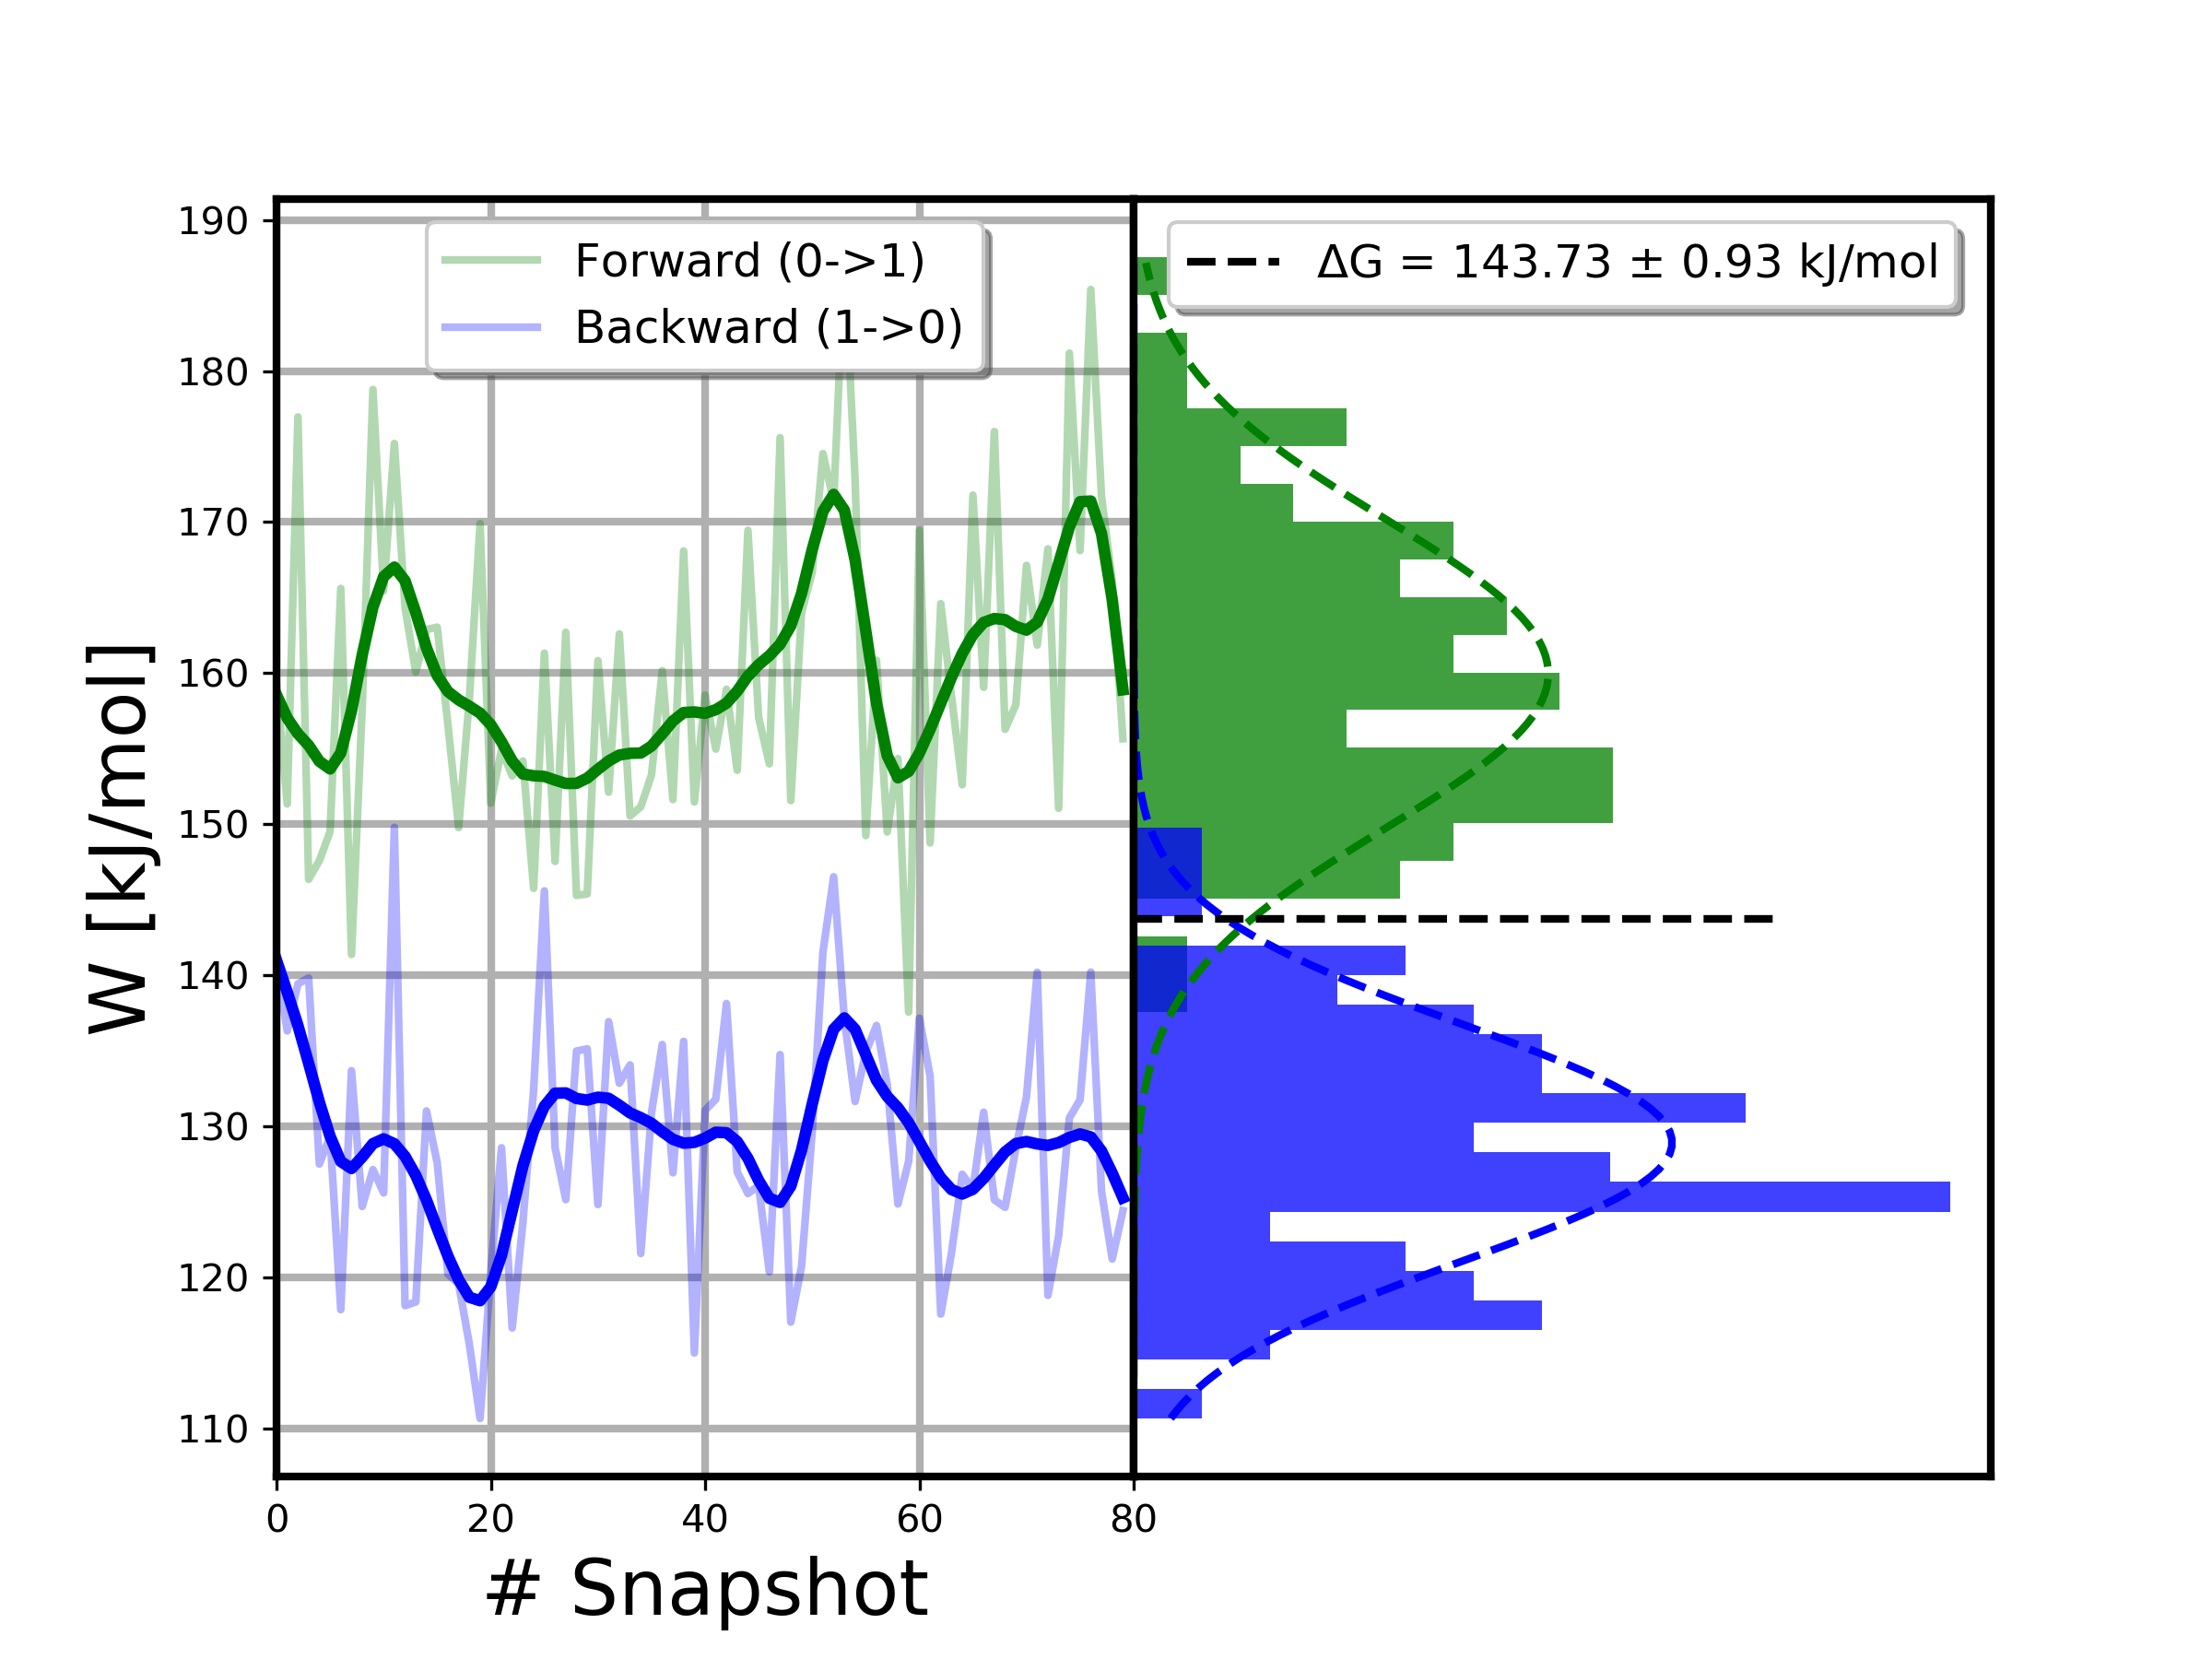 W [kJ/mol]
190
180
170
160
150
140
130
120
110
Forward (0->1)
Backward (1->0)
ΔG = 143.73 ± 0.93 kJ/mol
0 20 40 60 80
# Snapshot